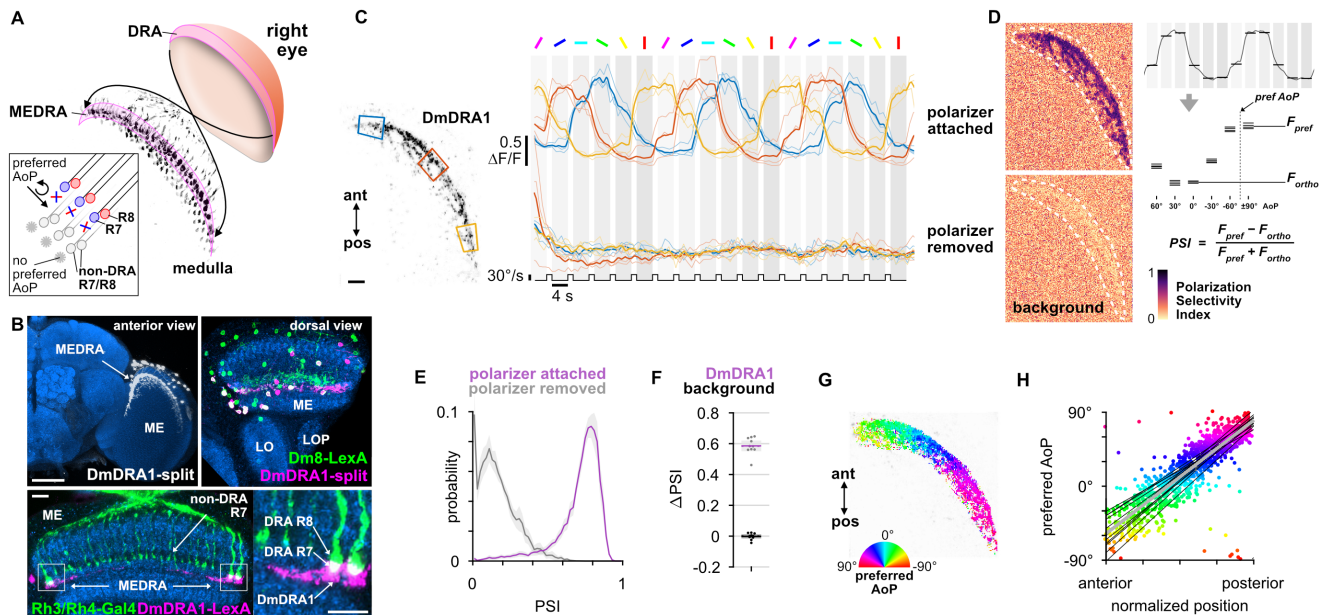 A
DRA
right
eye
MEDRA
preferred
AoP
R8
R7
no
preferred
AoP
non-DRA
R7/R8
medulla
B
anterior view
MEDRA
ME
DmDRA1-split
dorsal view
ME
LO
LOP
Dm8-LexA
DmDRA1-split
ME
non-DRA
R7
MEDRA
Rh3/Rh4-Gal4 DmDRA1-LexA
DRA R8
DRA R7
DmDRA1
C
DmDRA1
ant
pos
0.5
ΔF/F
30°/s
4 s
polarizer
attached
polarizer
removed
D
background
pref AoP
Fpref
Fortho
60° 30° 0° -30° -60° ±90° AoP
PSI = Fpref − Fortho / Fpref + Fortho
1
0
Polarization
Selectivity
Index
E
polarizer attached
polarizer removed
0.1
probability
0
0 1
PSI
F
DmDRA1
background
0.8
0.6
0.4
0.2
0
-0.2
ΔPSI
G
ant
pos
0°
90° -90°
preferred
AoP
H
90°
0°
-90°
preferred AoP
anterior posterior
normalized position